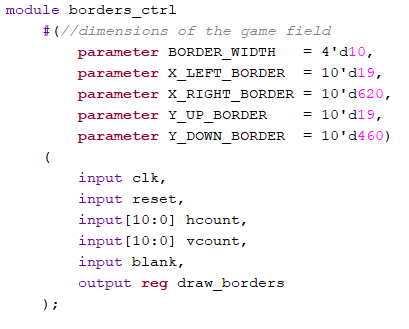 module borders_ctrl
#(//dimensions of the game field
parameter BORDER_WIDTH = 4'd10,
parameter X_LEFT_BORDER = 10'd19,
parameter X_RIGHT_BORDER = 10'd620,
parameter Y_UP_BORDER = 10'd19,
parameter Y_DOWN_BORDER = 10'd460)
(
input clk,
input reset,
input[10:0] hcount,
input[10:0] vcount,
input blank,
output reg draw_borders
);